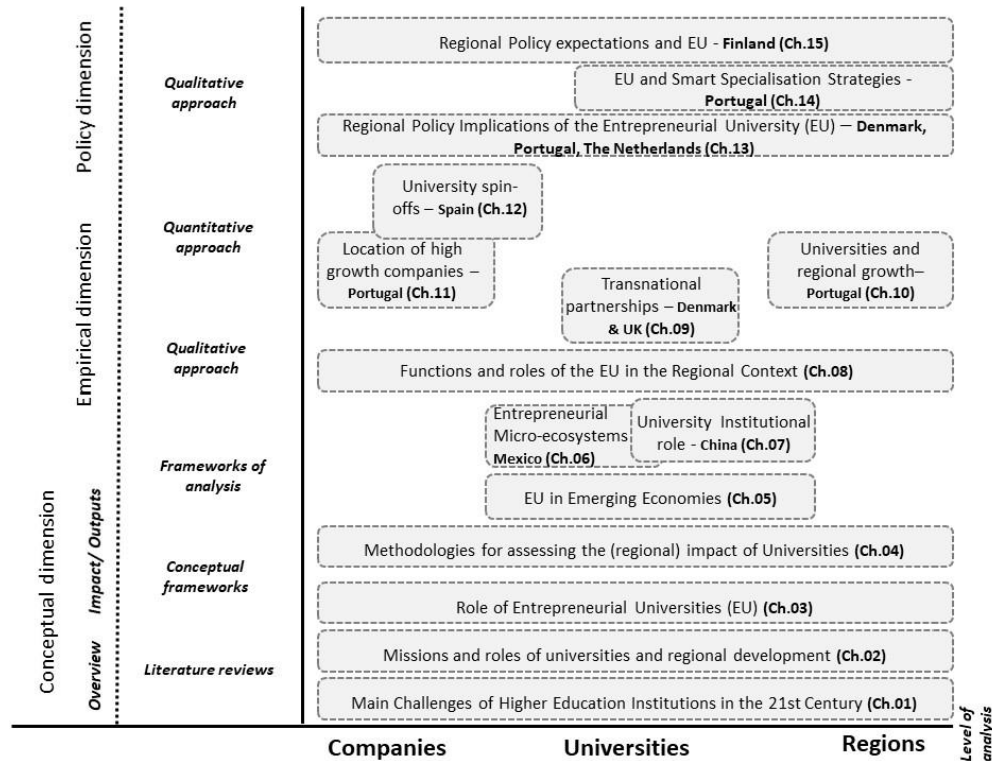 Policy dimension
Empirical dimension
Conceptual dimension
Impact/ Outputs
Overview
Qualitative
approach
Quantitative
approach
Qualitative
approach
Frameworks of
analysis
Conceptual
frameworks
Literature reviews
Regional Policy expectations and EU - Finland (Ch.15)
EU and Smart Specialisation Strategies -
Portugal (Ch.14)
Regional Policy Implications of the Entrepreneurial University (EU) – Denmark,
Portugal, The Netherlands (Ch.13)
University spin-
offs – Spain (Ch.12)
Location of high
growth companies –
Portugal (Ch.11)
Universities and
regional growth–
Portugal (Ch.10)
Transnational
partnerships – Denmark
& UK (Ch.09)
Functions and roles of the EU in the Regional Context (Ch.08)
Entrepreneurial
Micro-ecosystems
Mexico (Ch.06)
University Institutional
role - China (Ch.07)
EU in Emerging Economies (Ch.05)
Methodologies for assessing the (regional) impact of Universities (Ch.04)
Role of Entrepreneurial Universities (EU) (Ch.03)
Missions and roles of universities and regional development (Ch.02)
Main Challenges of Higher Education Institutions in the 21st Century (Ch.01)
Companies
Universities
Regions
Level of
analysis